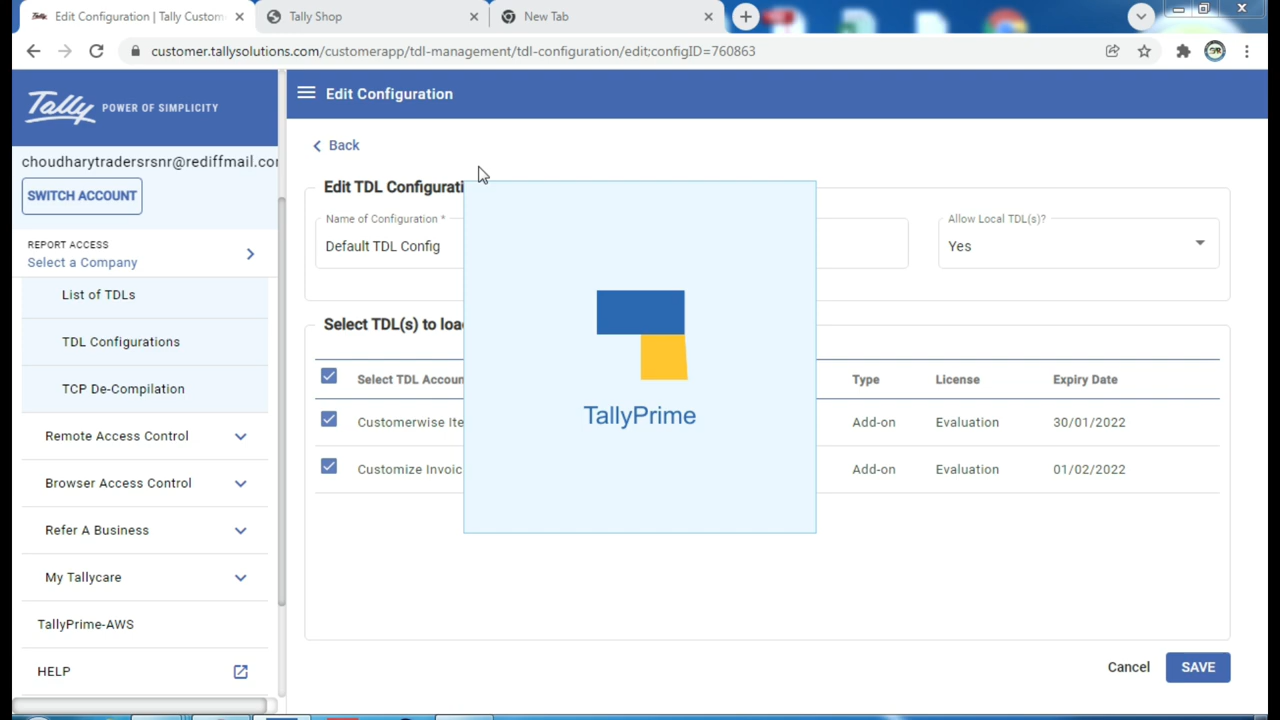 Edit Configuration | Tally Custom
Tally Shop
New Tab
customer.tallysolutions.com/customerapp/tdl-management/tdl-configuration/edit;configID=760863
Tally POWER OF SIMPLICITY
Edit Configuration
choudharytradersrsnr@rediffmail.co
SWITCH ACCOUNT
REPORT ACCESS
Select a Company
List of TDLs
TDL Configurations
TCP De-Compilation
Remote Access Control
Browser Access Control
Refer A Business
My Tallycare
TallyPrime-AWS
HELP
Back
Edit TDL Configurati
Name of Configuration *
Default TDL Config
Allow Local TDL(s)?
Yes
Select TDL(s) to loa
Select TDL Accoun Type License Expiry Date
Customerwise Ite Add-on Evaluation 30/01/2022
Customize Invoic Add-on Evaluation 01/02/2022
TallyPrime
Cancel SAVE